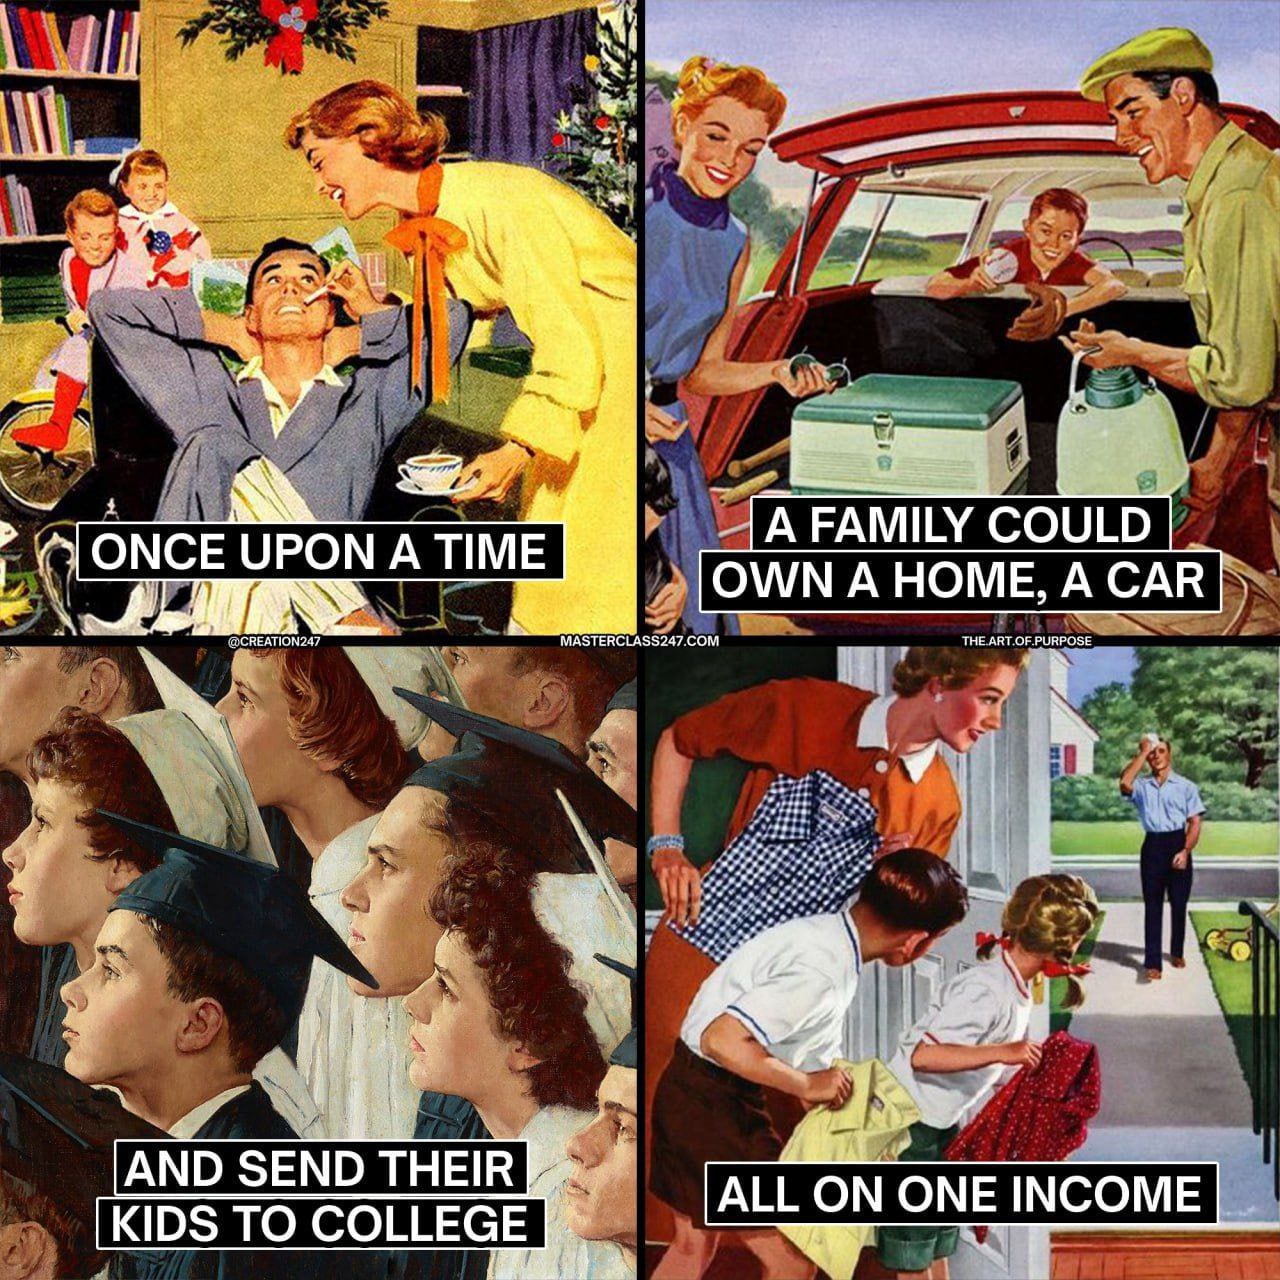 ONCE UPON A TIME
A FAMILY COULD
OWN A HOME, A CAR
@CREATION247
MASTERCLASS247.COM
THE.ART.OF.PURPOSE
AND SEND THEIR
KIDS TO COLLEGE
ALL ON ONE INCOME